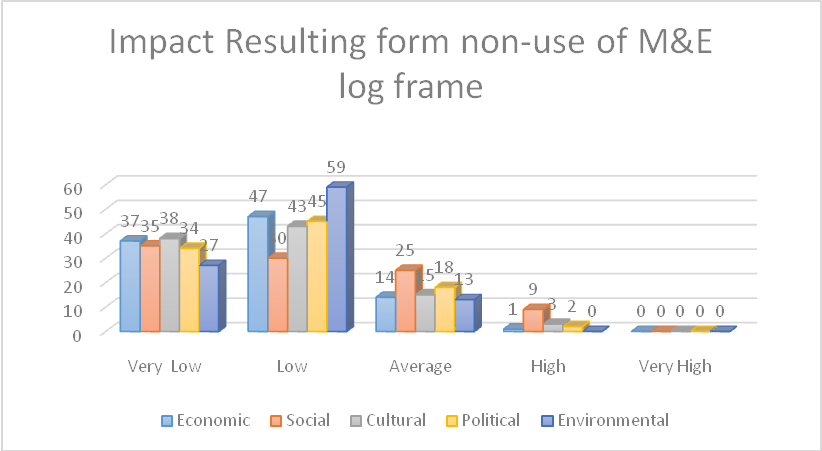 Impact Resulting form non-use of M&E
log frame
60
50
40
30
20
10
0
37 35 38 34 27
47 30 43 45 59
14 25 15 18 13
1 9 3 2 0
0 0 0 0 0
Very Low Low Average High Very High
Economic Social Cultural Political Environmental